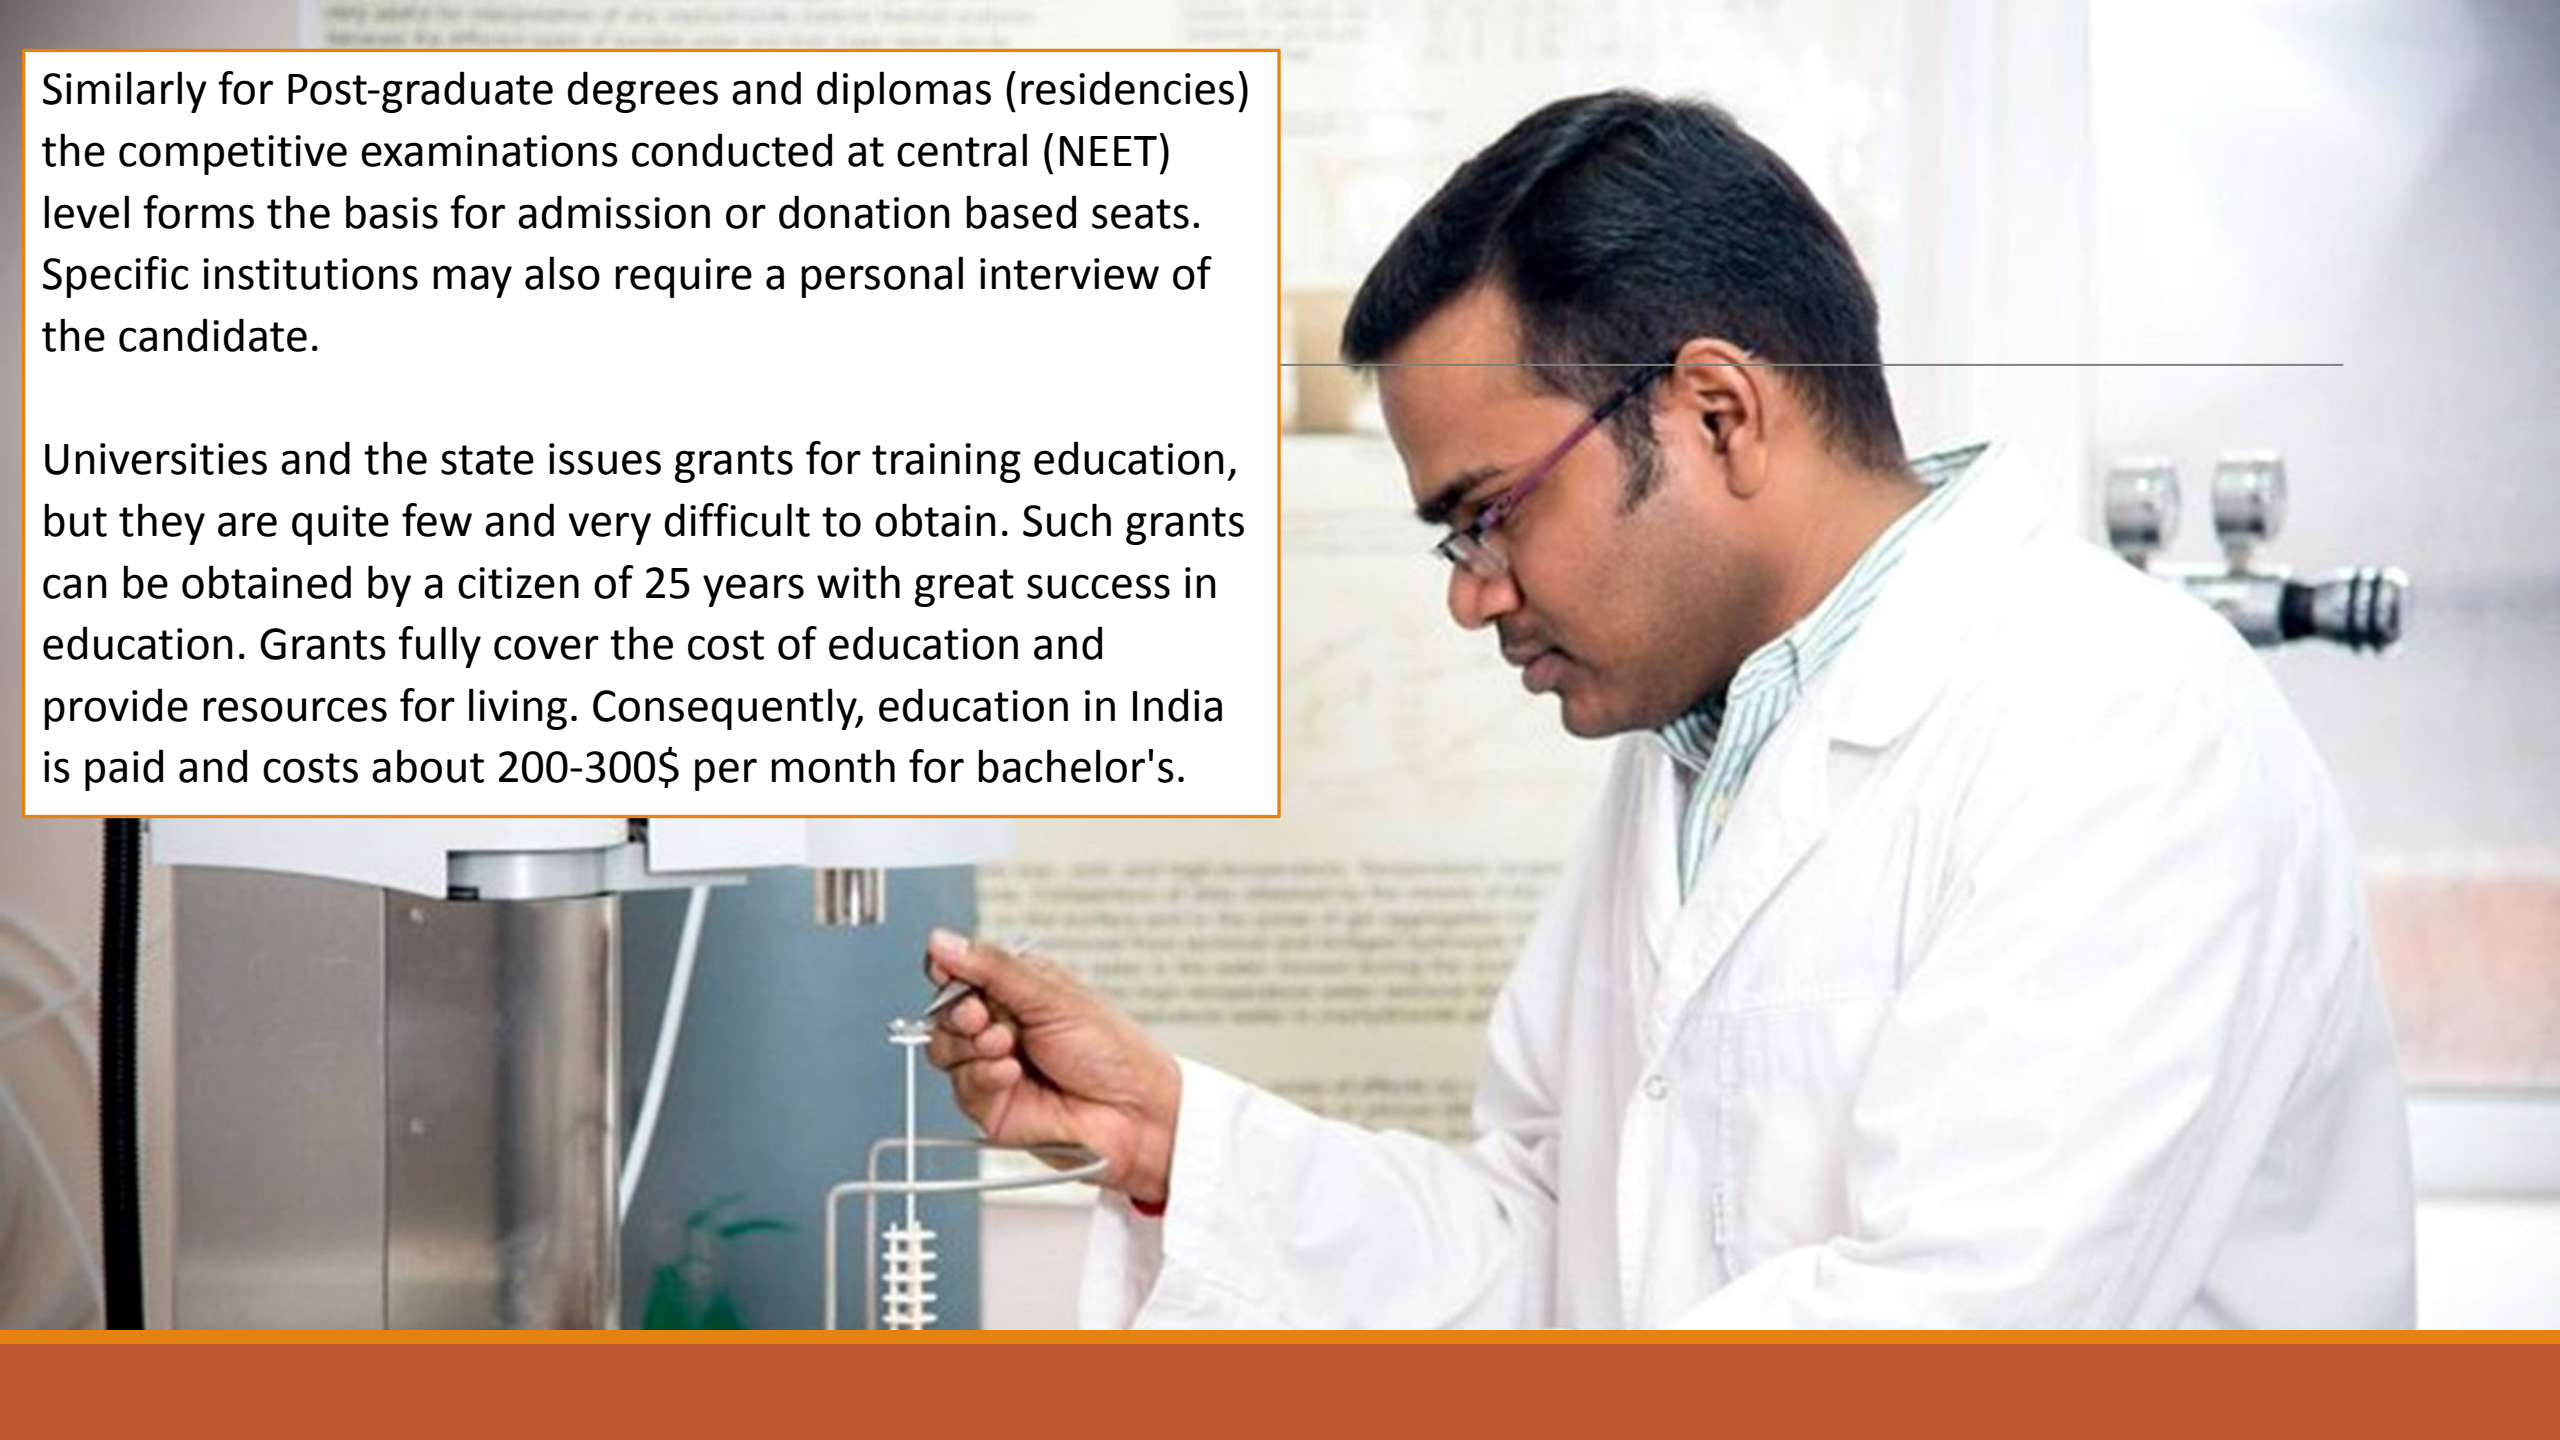 Similarly for Post-graduate degrees and diplomas (residencies)
the competitive examinations conducted at central (NEET)
level forms the basis for admission or donation based seats.
Specific institutions may also require a personal interview of
the candidate.
Universities and the state issues grants for training education,
but they are quite few and very difficult to obtain. Such grants
can be obtained by a citizen of 25 years with great success in
education. Grants fully cover the cost of education and
provide resources for living. Consequently, education in India
is paid and costs about 200-300$ per month for bachelor's.